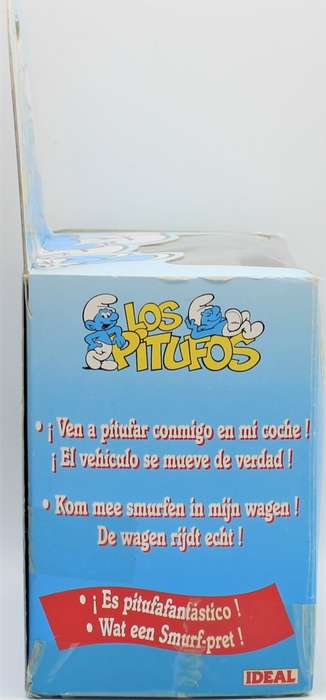 LOS
PITUFOS
• ¡ Ven a pitufar conmigo en mi coche !
¡ El vehículo se mueve de verdad !
• Kom mee smurfen in mijn wagen !
De wagen rijdt echt !
• ¡ Es pitufafantástico !
• Wat een Smurf-pret !
IDEAL